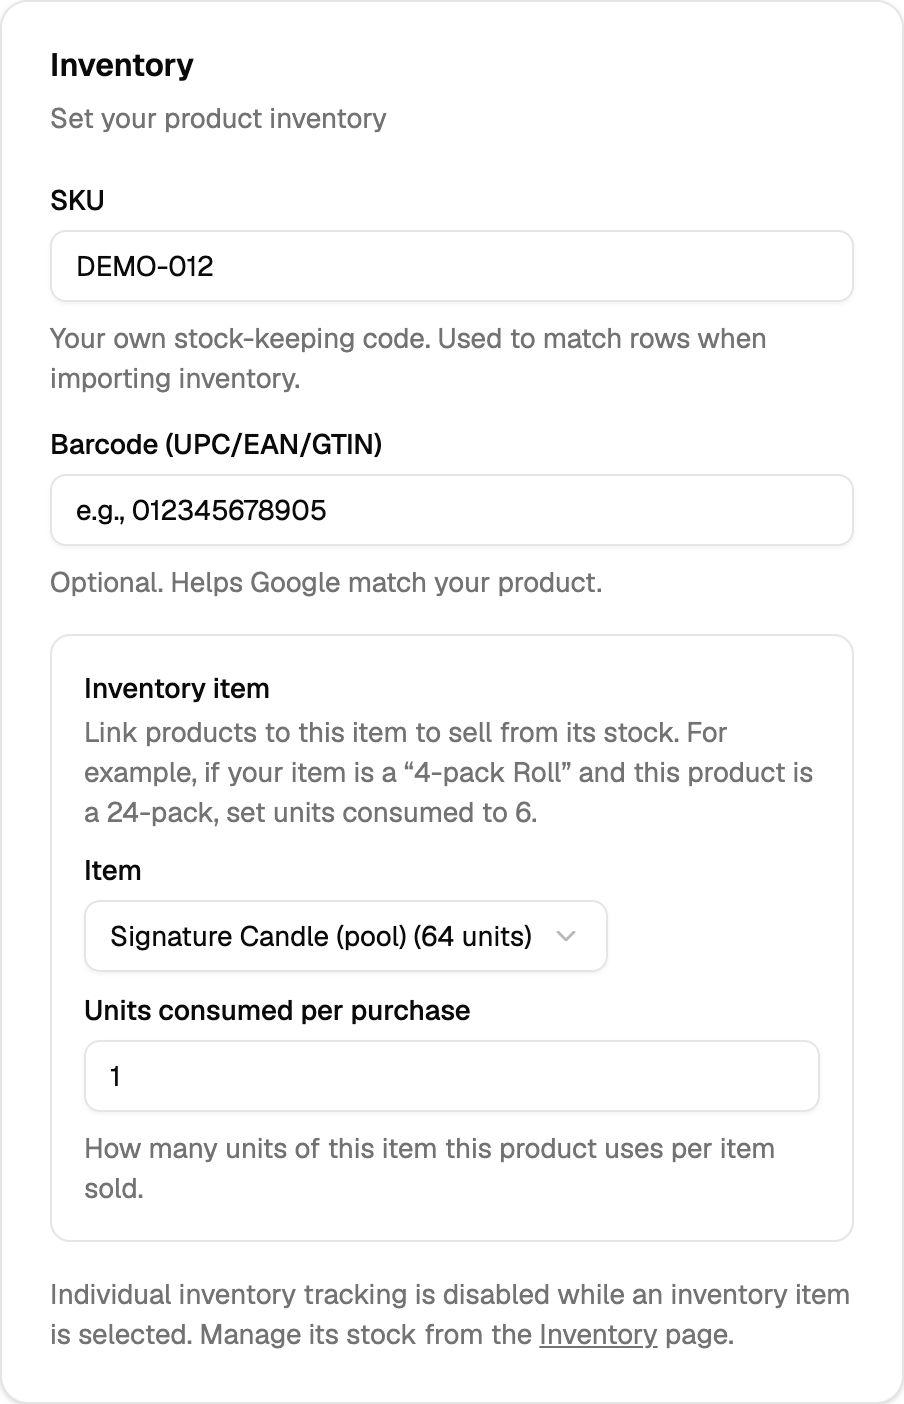 Inventory
Set your product inventory
SKU
DEMO-012
Your own stock-keeping code. Used to match rows when
importing inventory.
Barcode (UPC/EAN/GTIN)
e.g., 012345678905
Optional. Helps Google match your product.
Inventory item
Link products to this item to sell from its stock. For
example, if your item is a “4-pack Roll” and this product is
a 24-pack, set units consumed to 6.
Item
Signature Candle (pool) (64 units)
Units consumed per purchase
1
How many units of this item this product uses per item
sold.
Individual inventory tracking is disabled while an inventory item
is selected. Manage its stock from the Inventory page.